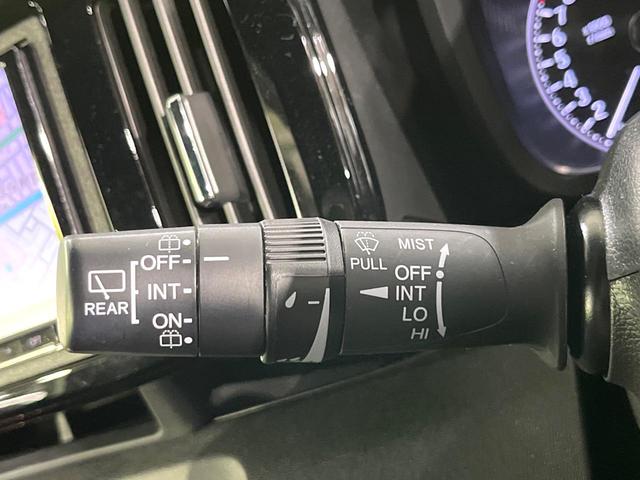 REAR
OFF
INT
ON
PULL
MIST
OFF
INT
LO
HI